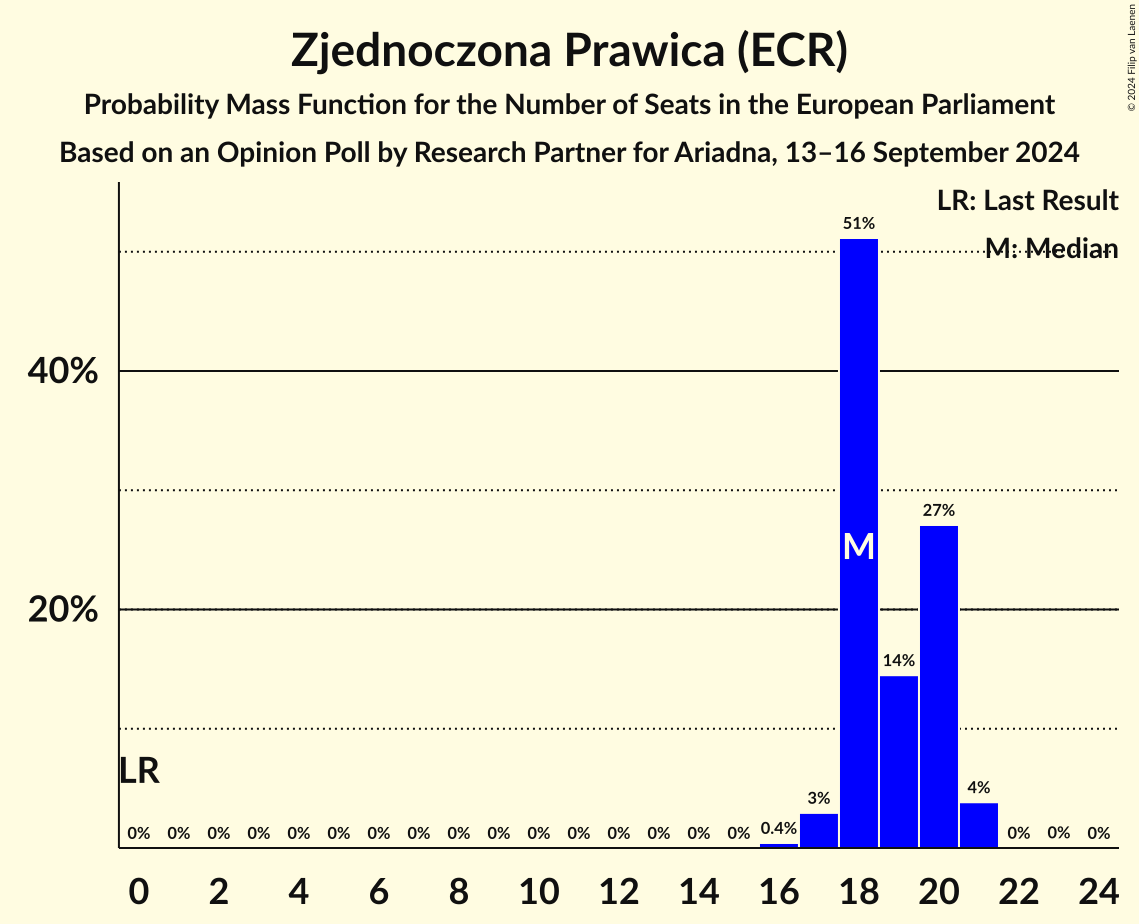 Zjednoczona Prawica (ECR)
Probability Mass Function for the Number of Seats in the European Parliament
Based on an Opinion Poll by Research Partner for Ariadna, 13–16 September 2024
© 2024 Filip van Laenen
LR: Last Result
M: Median
51%
40%
27%
M
20%
14%
LR
4%
3%
0% 0% 0% 0% 0% 0% 0% 0% 0% 0% 0% 0% 0% 0% 0% 0% 0.4% 0% 0% 0%
0 2 4 6 8 10 12 14 16 18 20 22 24